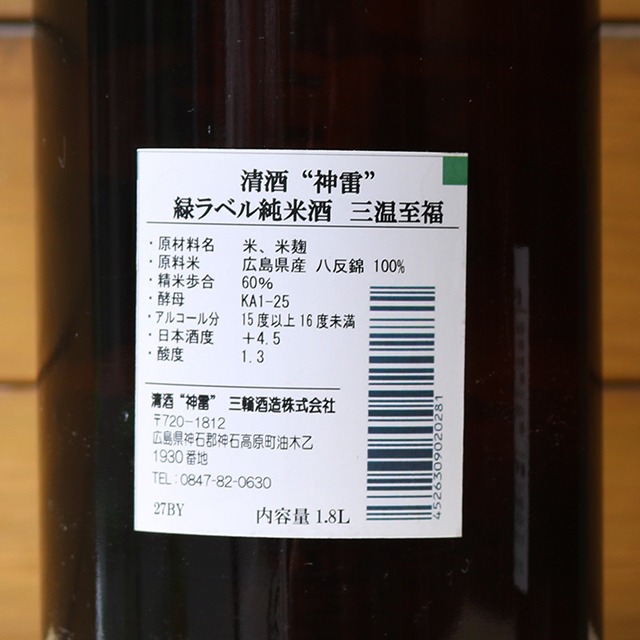 清酒“神雷”
緑ラベル純米酒 三温至福
・原材料名 米、米麹
・原料米 広島県産 八反錦 100%
・精米歩合 60%
・酵母 KA1-25
・アルコール分 15度以上16度未満
・日本酒度 +4.5
・酸度 1.3
清酒“神雷” 三輪酒造株式会社
〒720-1812
広島県神石郡神石高原町油木乙
1930番地
TEL:0847-82-0630
27BY 内容量 1.8L
4526309020281